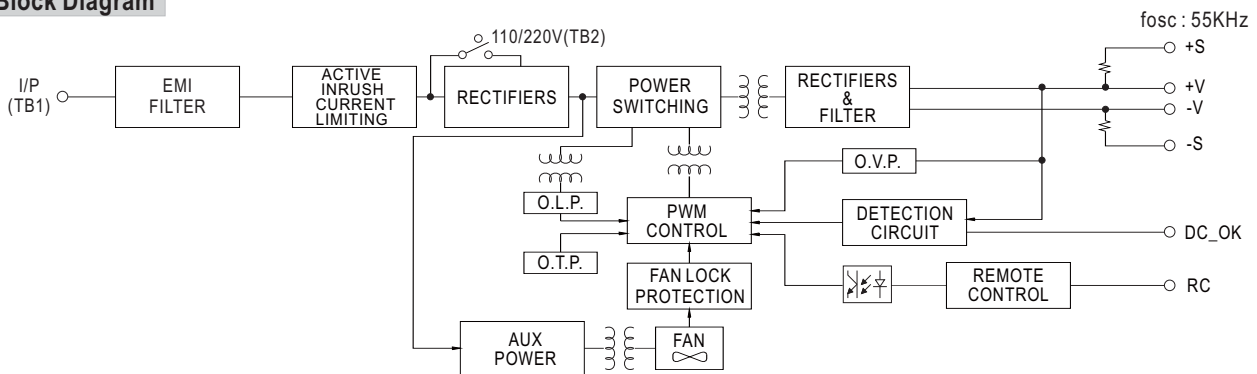 Block Diagram
fosc : 55KHz
110/220V(TB2)
I/P
(TB1)
EMI
FILTER
ACTIVE
INRUSH
CURRENT
LIMITING
RECTIFIERS
POWER
SWITCHING
RECTIFIERS
&
FILTER
+S
+V
-V
-S
O.V.P.
O.L.P.
PWM
CONTROL
DETECTION
CIRCUIT
DC_OK
O.T.P.
FAN LOCK
PROTECTION
REMOTE
CONTROL
RC
AUX
POWER
FAN